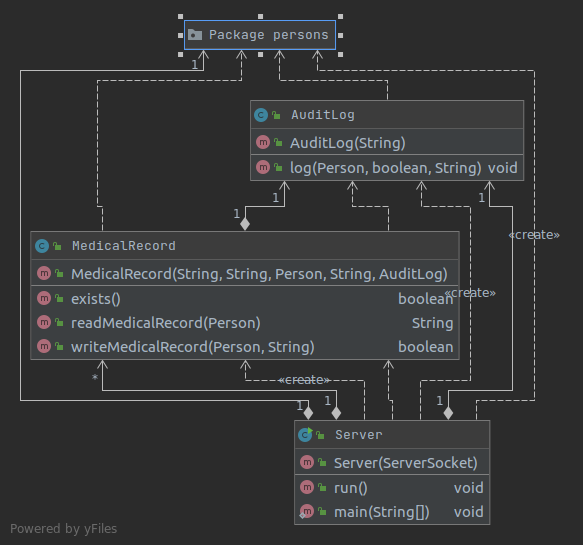 Package persons
1
AuditLog
AuditLog(String)
log(Person, boolean, String) void
1
1
1
«create»
MedicalRecord
MedicalRecord(String, String, Person, String, AuditLog)
«create»
exists() boolean
readMedicalRecord(Person) String
writeMedicalRecord(Person, String) boolean
* «create»
1 1 1
Server
Server(ServerSocket)
run() void
main(String[]) void
Powered by yFiles